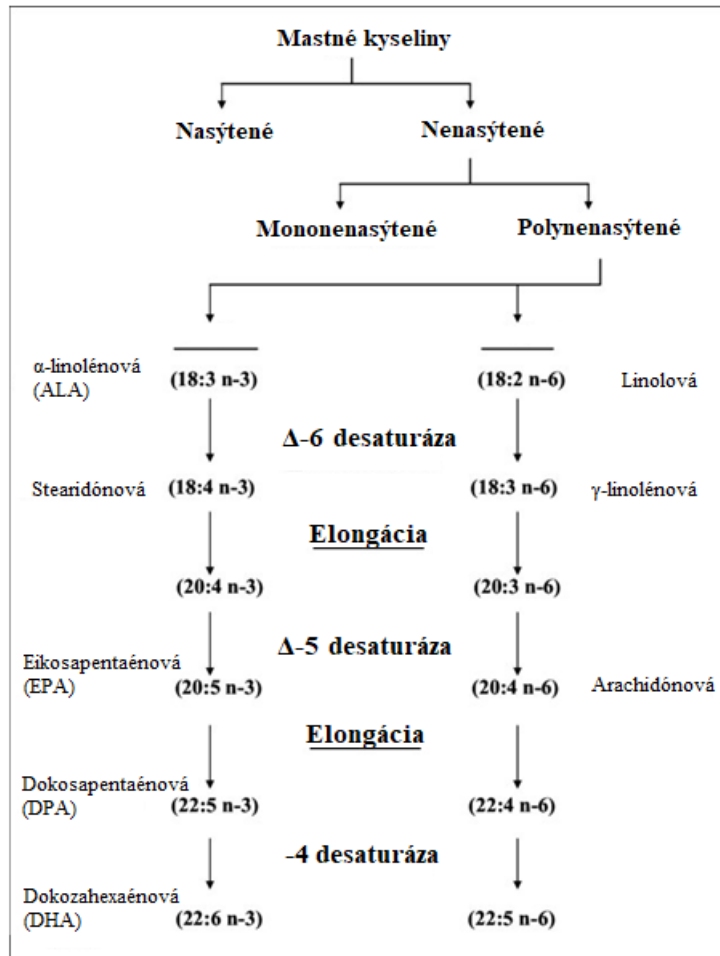 Mastné kyseliny
Nasýtené Nenasýtené
Mononenasýtené Polynenasýtené
α-linolénová
(ALA)
(18:3 n-3) (18:2 n-6) Linolová
Δ-6 desaturáza
Stearidónová (18:4 n-3) (18:3 n-6) γ-linolénová
Elongácia
(20:4 n-3) (20:3 n-6)
Δ-5 desaturáza
Eikosapentaénová
(EPA)
(20:5 n-3) (20:4 n-6) Arachidónová
Elongácia
Dokosapentaénová
(DPA)
(22:5 n-3) (22:4 n-6)
-4 desaturáza
Dokozahexaénová
(DHA)
(22:6 n-3) (22:5 n-6)